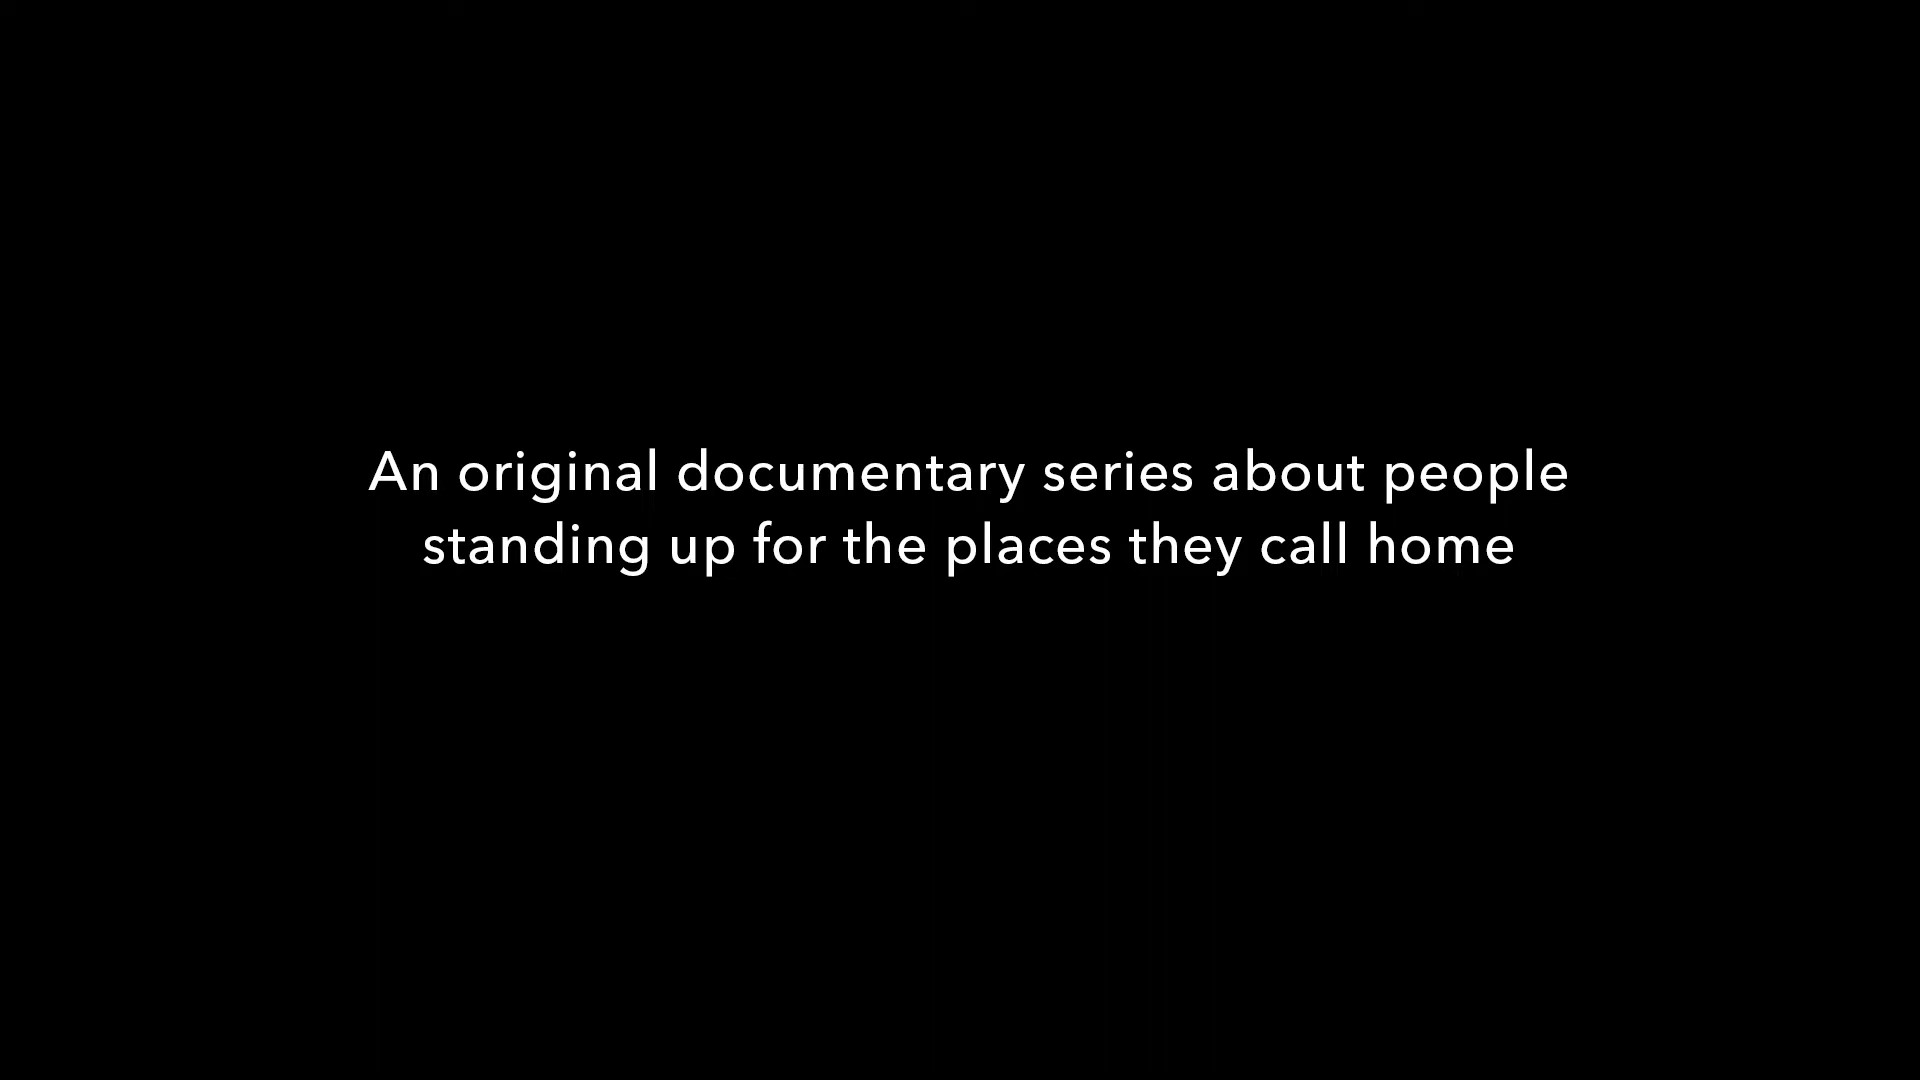 An original documentary series about people
standing up for the places they call home